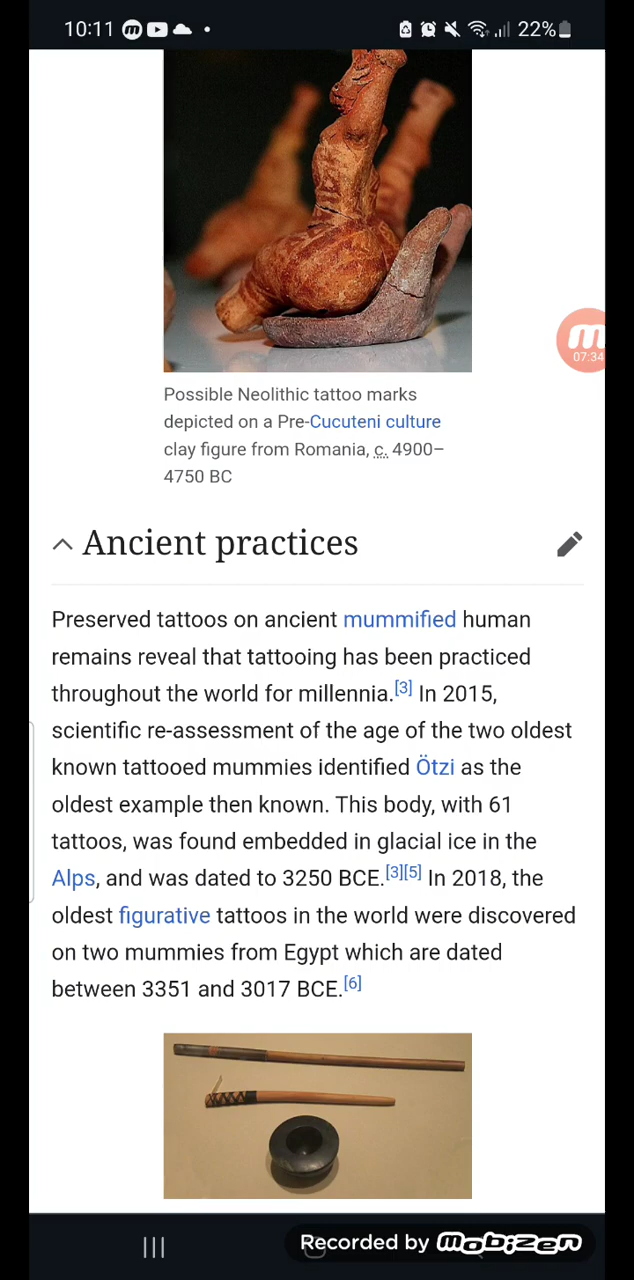 10:11 22%
07:34
Possible Neolithic tattoo marks
depicted on a Pre-Cucuteni culture
clay figure from Romania, c. 4900–
4750 BC
Ancient practices
Preserved tattoos on ancient mummified human
remains reveal that tattooing has been practiced
throughout the world for millennia.[3] In 2015,
scientific re-assessment of the age of the two oldest
known tattooed mummies identified Ötzi as the
oldest example then known. This body, with 61
tattoos, was found embedded in glacial ice in the
Alps, and was dated to 3250 BCE.[3][5] In 2018, the
oldest figurative tattoos in the world were discovered
on two mummies from Egypt which are dated
between 3351 and 3017 BCE.[6]
Recorded by mobizen